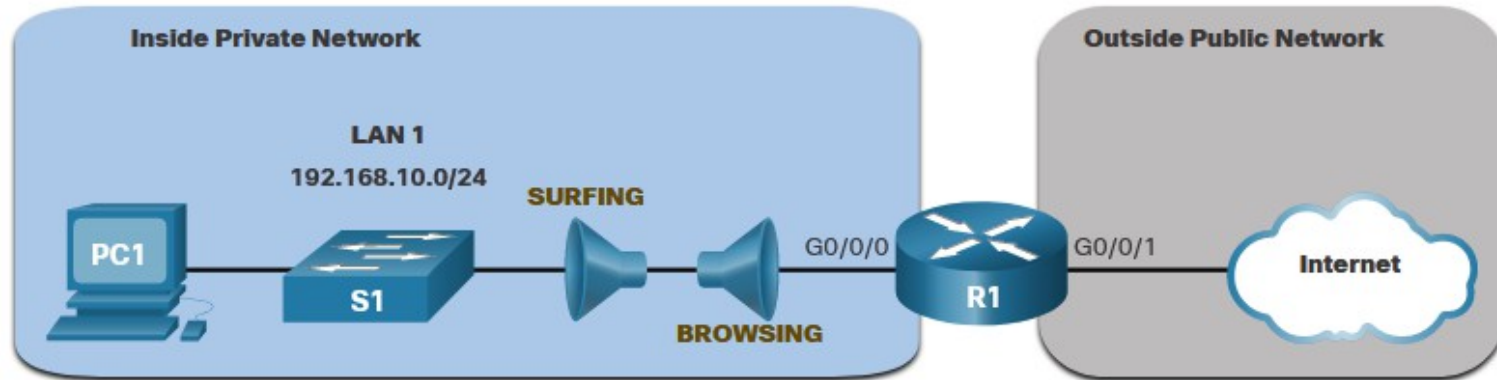 Inside Private Network
Outside Public Network
LAN 1
192.168.10.0/24
SURFING
PC1
S1
BROWSING
G0/0/0
R1
G0/0/1
Internet